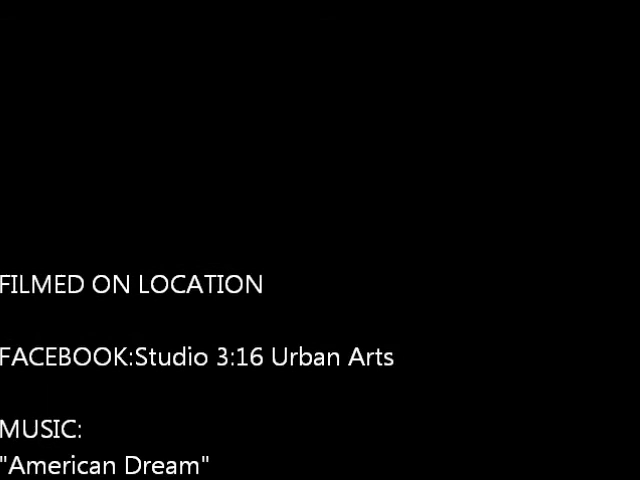 FILMED ON LOCATION
FACEBOOK:Studio 3:16 Urban Arts
MUSIC:
"American Dream"